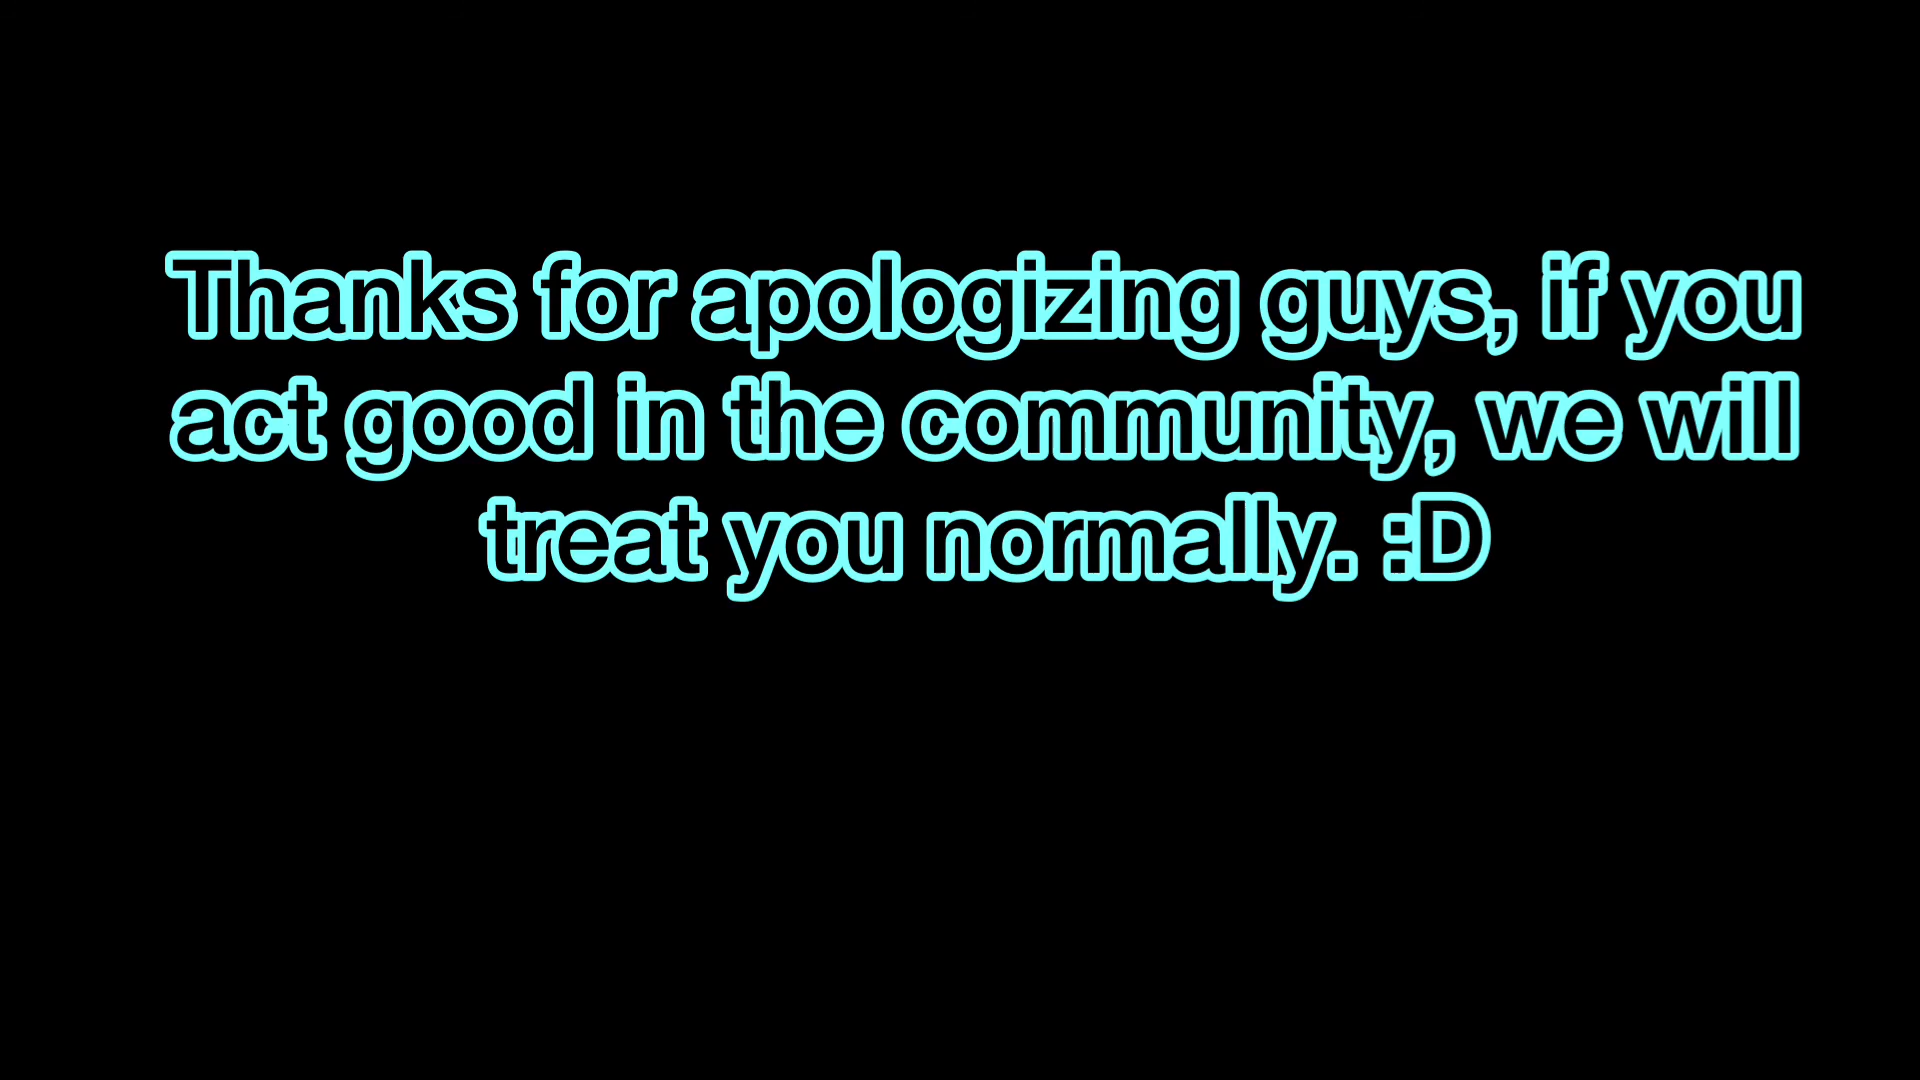 Thanks for apologizing guys, if you
act good in the community, we will
treat you normally. :D